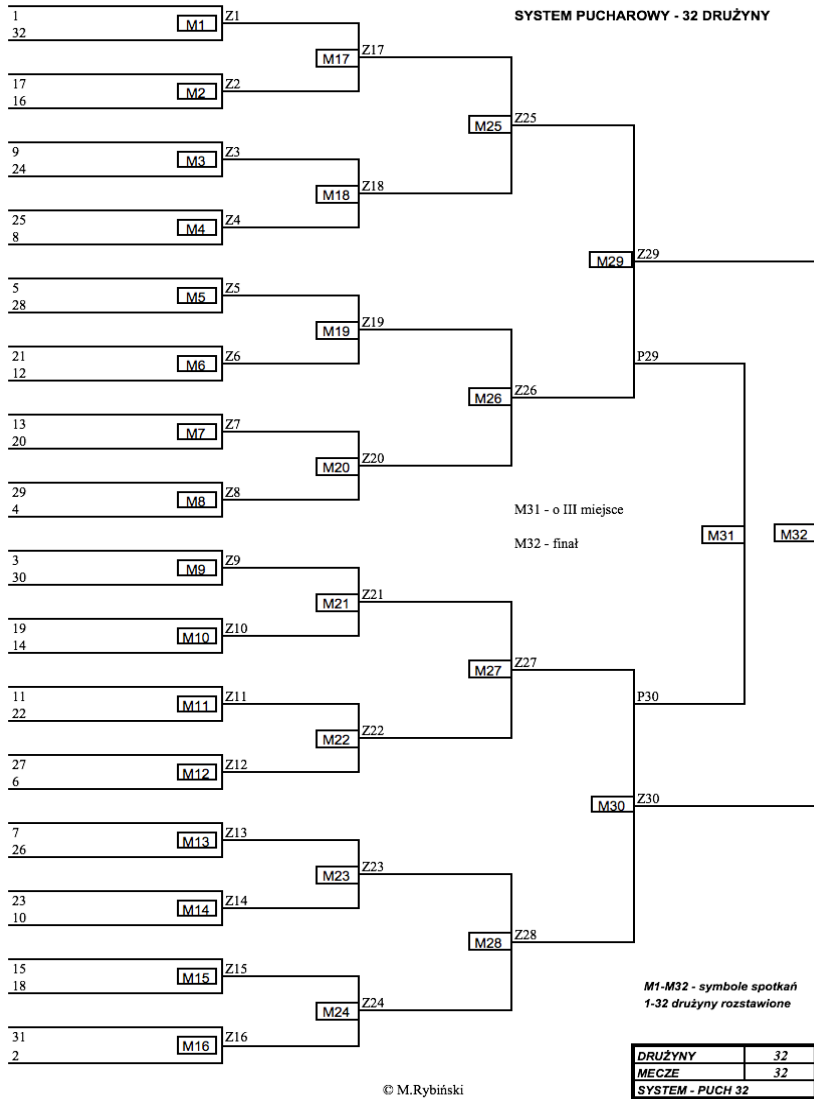 SYSTEM PUCHAROWY - 32 DRUŻYNY
1
32
M1
Z1
M17
Z17
17
16
M2
Z2
M25
Z25
9
24
M3
Z3
M18
Z18
25
8
M4
Z4
M29
Z29
5
28
M5
Z5
M19
Z19
21
12
M6
Z6
P29
M26
Z26
13
20
M7
Z7
M20
Z20
29
4
M8
Z8
M31 - o III miejsce
M31
M32
M32 - finał
3
30
M9
Z9
M21
Z21
19
14
M10
Z10
M27
Z27
11
22
M11
Z11
P30
M22
Z22
27
6
M12
Z12
M30
Z30
7
26
M13
Z13
M23
Z23
23
10
M14
Z14
M28
Z28
15
18
M15
Z15
M1-M32 - symbole spotkań
1-32 drużyny rozstawione
M24
Z24
31
2
M16
Z16
DRUŻYNY 32
MECZE 32
SYSTEM - PUCH 32
© M.Rybiński